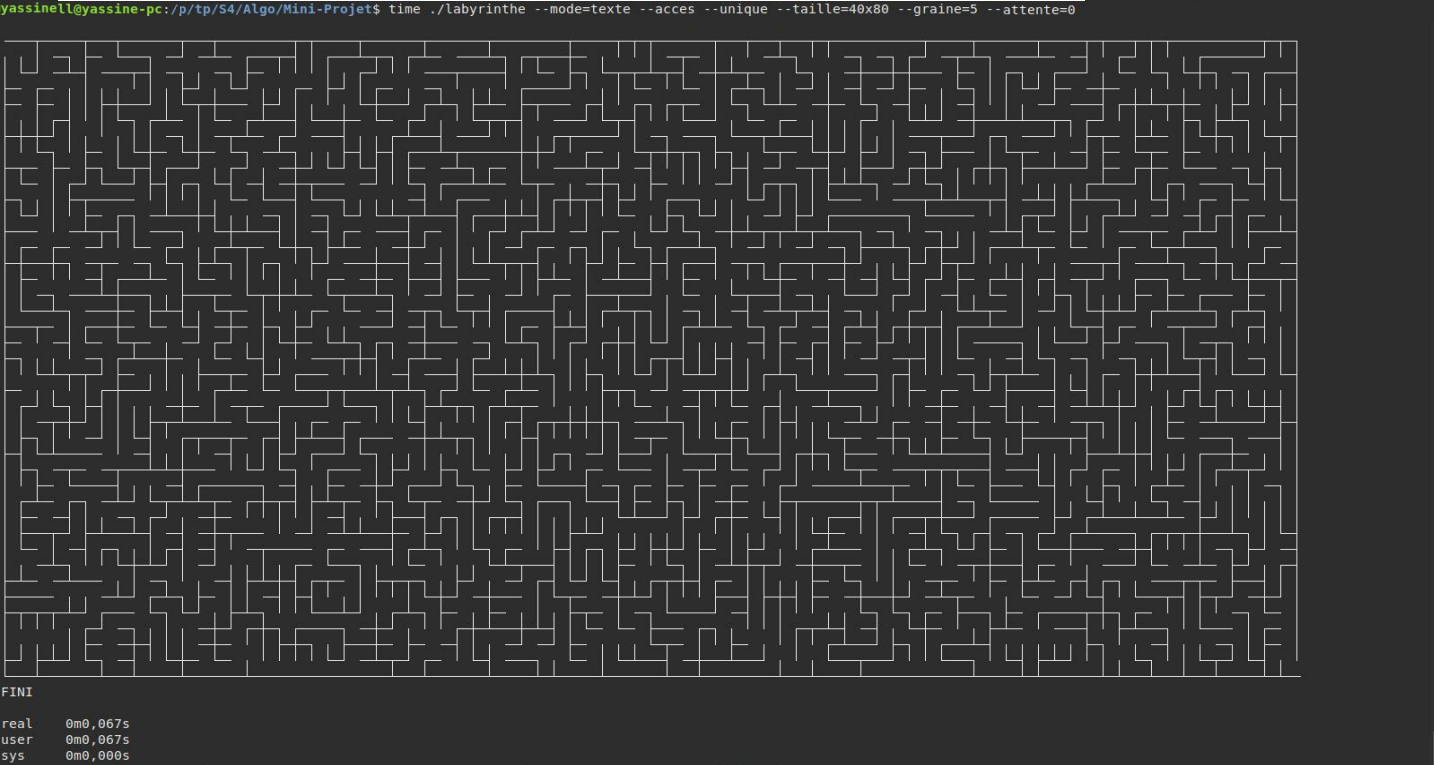 yassinell@yassine-pc:/p/tp/S4/Algo/Mini-Projet$ time ./labyrinthe --mode=texte --acces --unique --taille=40x80 --graine=5 --attente=0
FINI
real 0m0,067s
user 0m0,067s
sys 0m0,000s